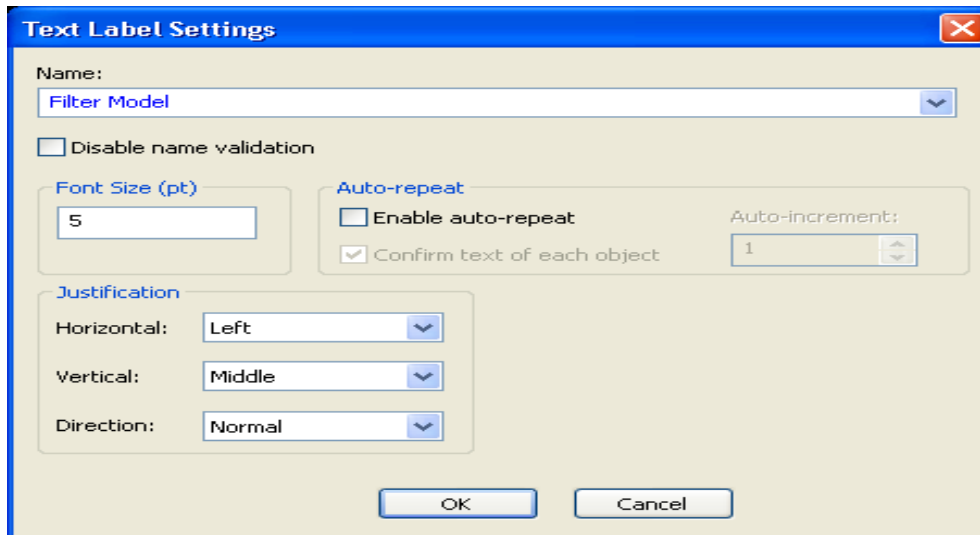 Text Label Settings
Name:
Filter Model
Disable name validation
Font Size (pt)
5
Auto-repeat
Enable auto-repeat
Auto-increment:
Confirm text of each object
1
Justification
Horizontal: Left
Vertical: Middle
Direction: Normal
OK Cancel